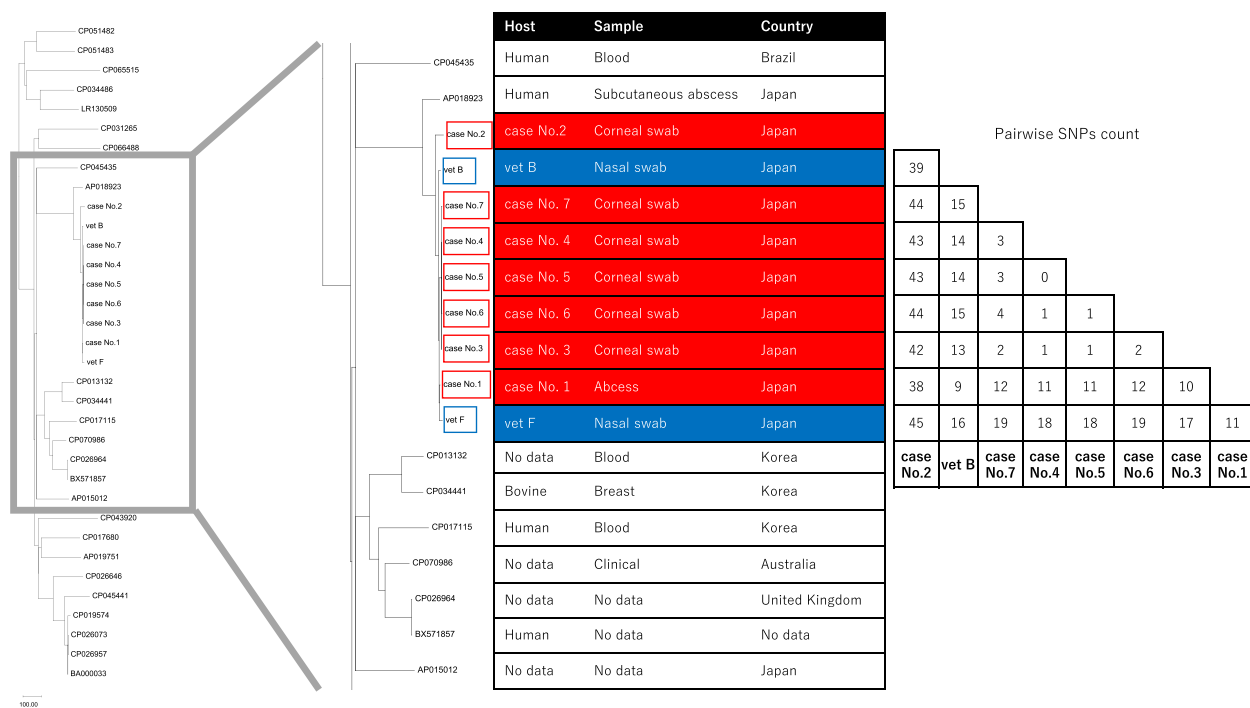 CP051482
CP051483
CP065515
CP034486
LR130509
CP031265
CP066488
CP045435
AP018923
case No.2
vet B
case No.7
case No.4
case No.5
case No.6
case No.3
case No.1
vet F
CP013132
CP034441
CP017115
CP070986
CP026964
BX571857
AP015012
CP043920
CP017680
AP019751
CP026646
CP045441
CP019574
CP026073
CP026957
BA000033
100.00
CP045435
AP018923
case No.2
vet B
case No.7
case No.4
case No.5
case No.6
case No.3
case No.1
vet F
CP013132
CP034441
CP017115
CP070986
CP026964
BX571857
AP015012
Host Sample Country
Human Blood Brazil
Human Subcutaneous abscess Japan
case No.2 Corneal swab Japan
vet B Nasal swab Japan
case No. 7 Corneal swab Japan
case No. 4 Corneal swab Japan
case No. 5 Corneal swab Japan
case No. 6 Corneal swab Japan
case No. 3 Corneal swab Japan
case No. 1 Abcess Japan
vet F Nasal swab Japan
No data Blood Korea
Bovine Breast Korea
Human Blood Korea
No data Clinical Australia
No data No data United Kingdom
Human No data No data
No data No data Japan
Pairwise SNPs count
39
44 15
43 14 3
43 14 3 0
44 15 4 1 1
42 13 2 1 1 2
38 9 12 11 11 12 10
45 16 19 18 18 19 17 11
case No.2 vet B case No.7 case No.4 case No.5 case No.6 case No.3 case No.1